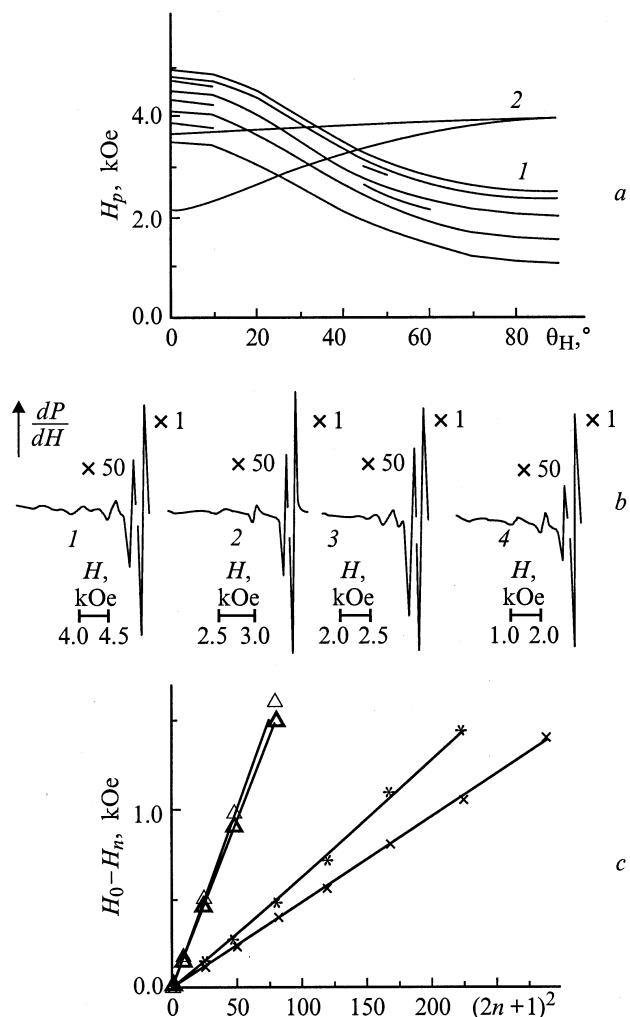 H_p, kOe
4.0
2.0
0.0
2
1
a
0 20 40 60 80 θ_H, °
dP/dH
× 50 × 1
× 50 × 1
× 50 × 1
× 50 × 1
b
1 2 3 4
H, kOe
4.0 4.5
H, kOe
2.5 3.0
H, kOe
2.0 2.5
H, kOe
1.0 2.0
H₀−Hₙ, kOe
1.0
0.0
c
0 50 100 150 200 (2n + 1)²